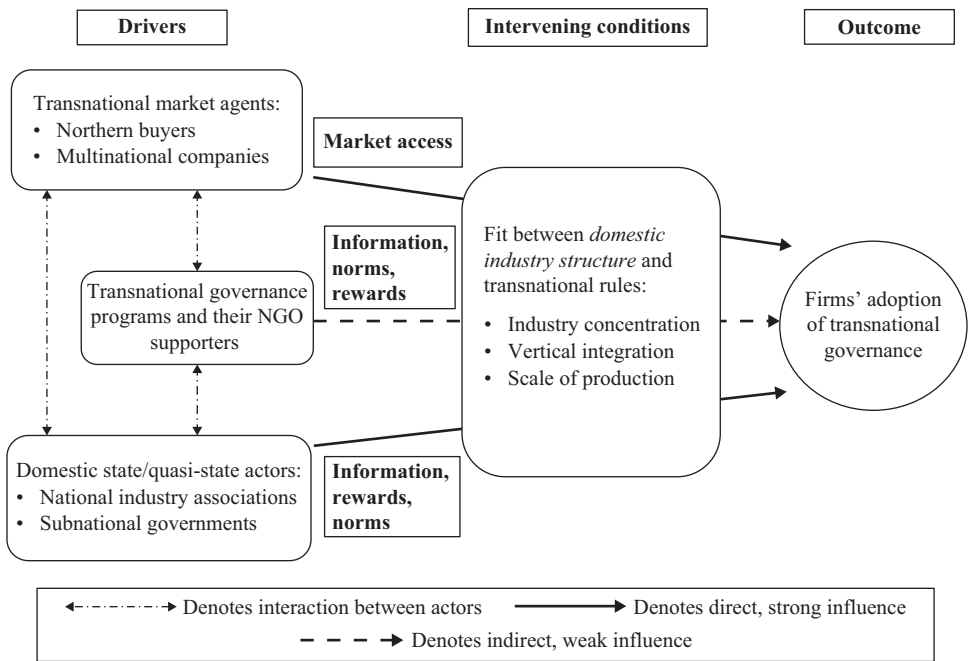 Drivers
Intervening conditions
Outcome
Transnational market agents:
• Northern buyers
• Multinational companies
Market access
Information,
norms,
rewards
Transnational governance
programs and their NGO
supporters
Fit between domestic
industry structure and
transnational rules:
• Industry concentration
• Vertical integration
• Scale of production
Firms’ adoption
of transnational
governance
Domestic state/quasi-state actors:
• National industry associations
• Subnational governments
Information,
rewards,
norms
Denotes interaction between actors
Denotes direct, strong influence
Denotes indirect, weak influence